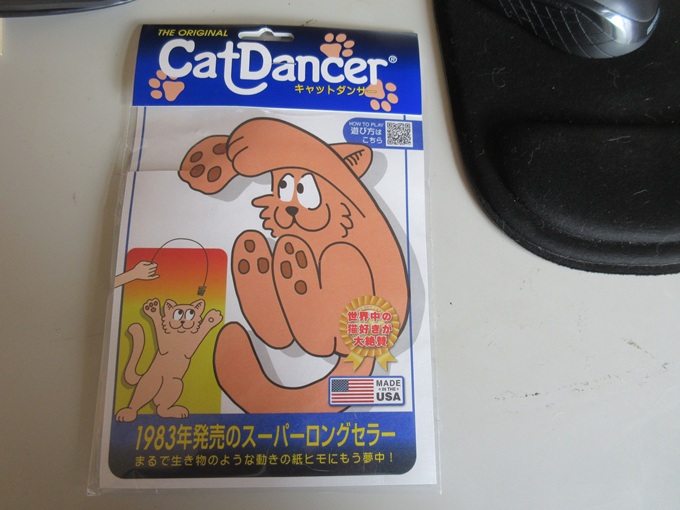 THE ORIGINAL
CatDancer®
キャットダンサー
HOW TO PLAY
遊び方は
こちら
世界中の
猫好きが
大絶賛
MADE
IN THE
USA
1983年発売のスーパーロングセラー
まるで生き物のような動きの紙ヒモにもう夢中！